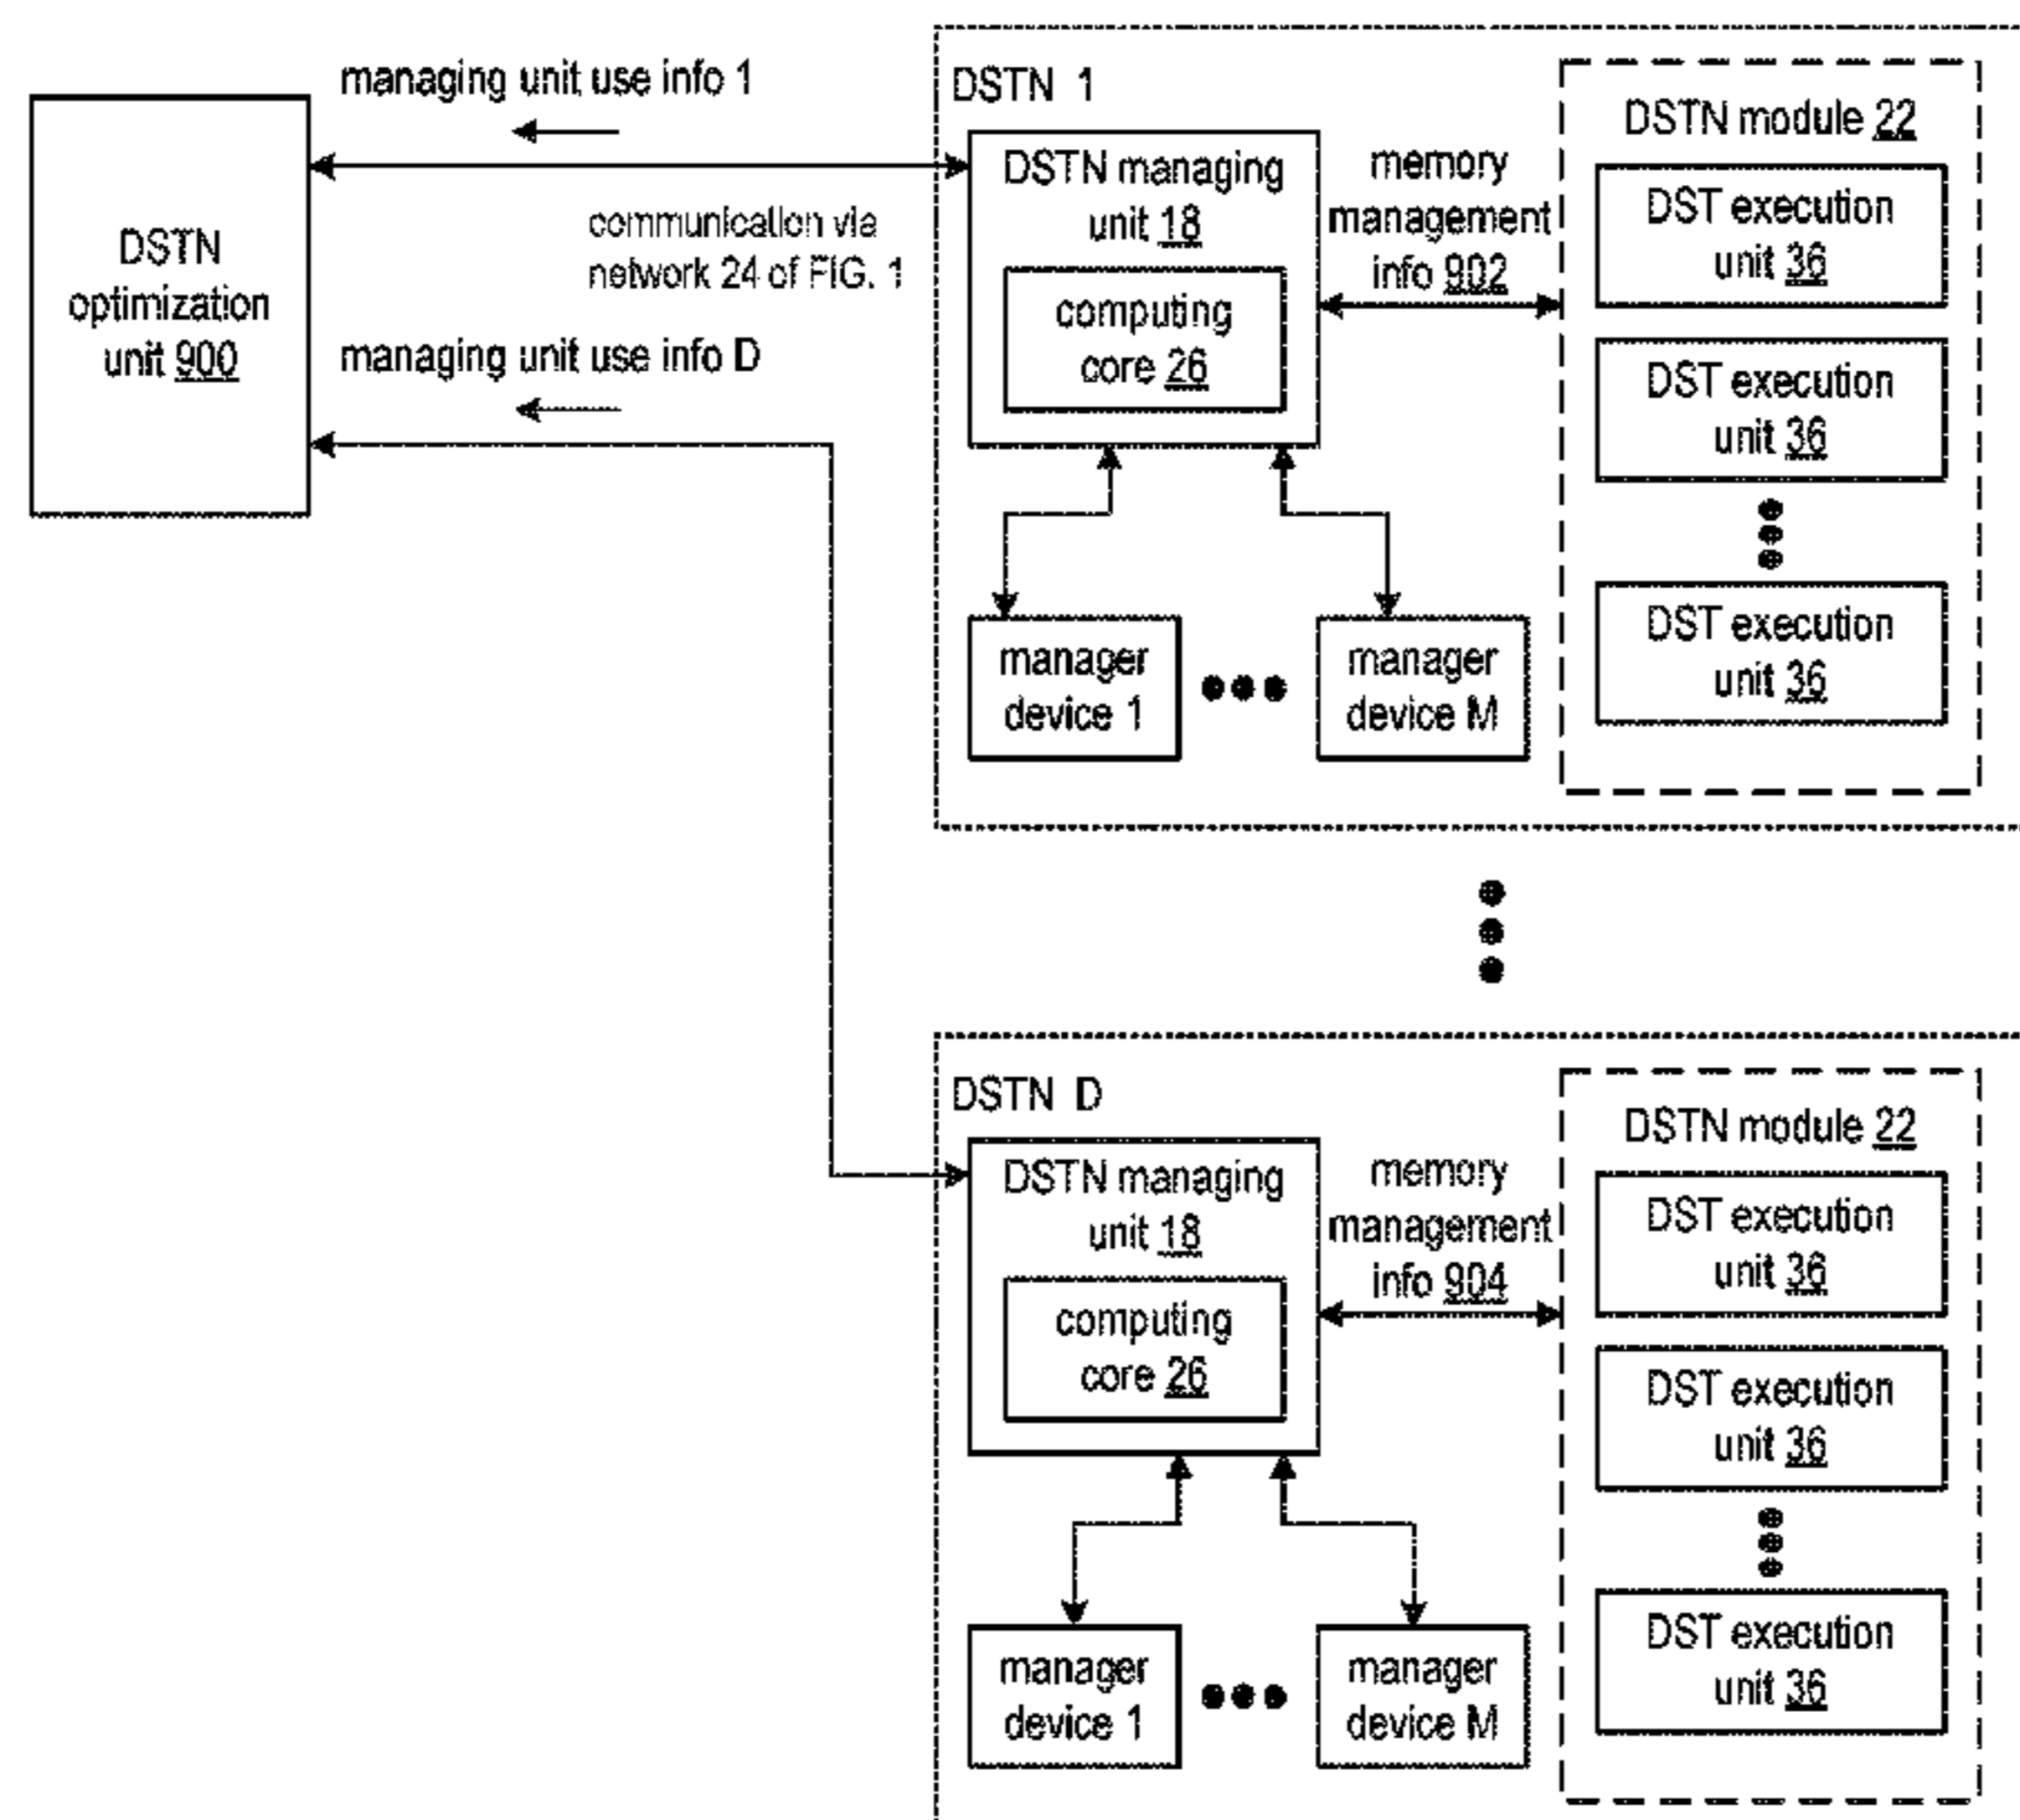 managing unit use info 1
DSTN
optimization
unit 900
communication via
network 24 of FIG. 1
managing unit use info D
DSTN 1
DSTN managing
unit 18
computing
core 26
memory
management
info 902
manager
device 1
manager
device M
DSTN module 22
DST execution
unit 36
DST execution
unit 36
DST execution
unit 36
DSTN D
DSTN managing
unit 18
computing
core 26
memory
management
info 904
manager
device 1
manager
device M
DSTN module 22
DST execution
unit 36
DST execution
unit 36
DST execution
unit 36